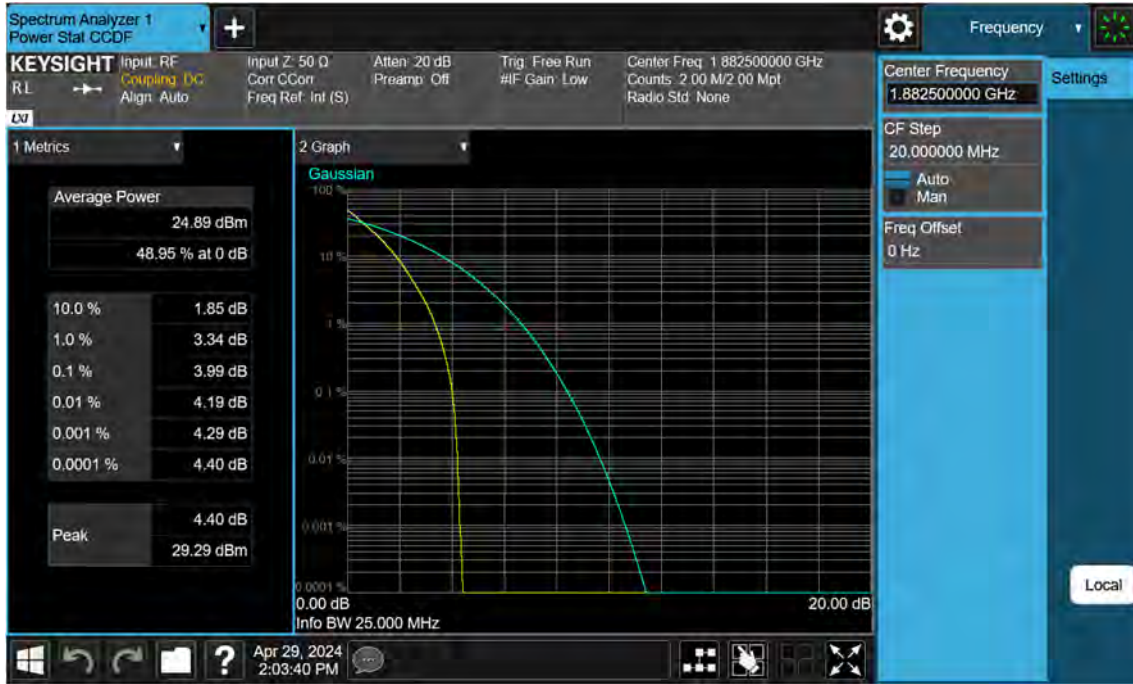 Spectrum Analyzer 1
Power Stat CCDF
+
Frequency
KEYSIGHT
R L
LXI
Input: RF
Coupling: DC
Align: Auto
Input Z: 50 Ω
Corr CCorr
Freq Ref: Int (S)
Atten: 20 dB
Preamp: Off
Trig: Free Run
#IF Gain: Low
Center Freq: 1.882500000 GHz
Counts: 2.00 M/2.00 Mpt
Radio Std: None
Center Frequency
1.882500000 GHz
Settings
CF Step
20.000000 MHz
Auto
Man
Freq Offset
0 Hz
1 Metrics
Average Power
24.89 dBm
48.95 % at 0 dB
10.0 % 1.85 dB
1.0 % 3.34 dB
0.1 % 3.99 dB
0.01 % 4.19 dB
0.001 % 4.29 dB
0.0001 % 4.40 dB
Peak
4.40 dB
29.29 dBm
2 Graph
Gaussian
100 %
10 %
1 %
0.1 %
0.01 %
0.001 %
0.0001 %
0.00 dB
20.00 dB
Info BW 25.000 MHz
Local
?
Apr 29, 2024
2:03:40 PM